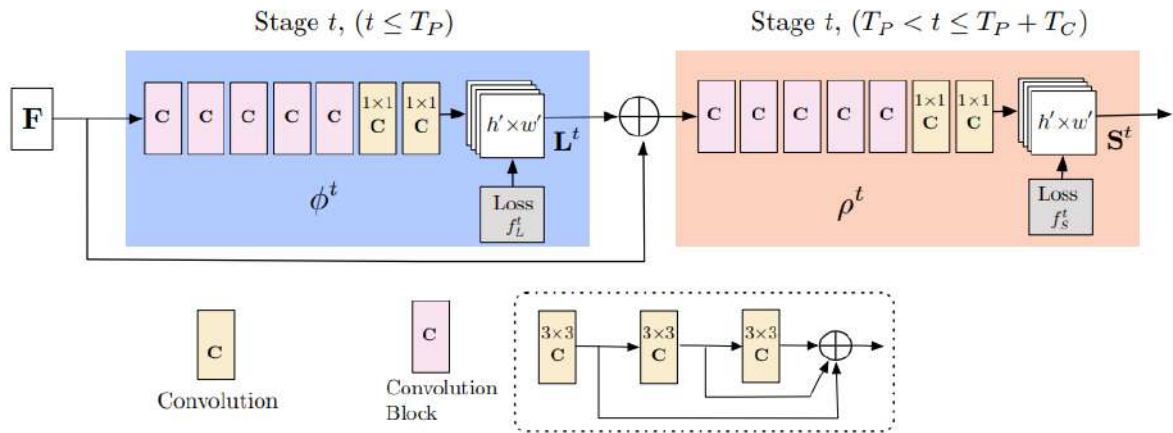 Stage t, (t ≤ T_P)
Stage t, (T_P < t ≤ T_P + T_C)
F
C C C C C 1×1 C 1×1 C
h′×w′
L^t
C C C C C 1×1 C 1×1 C
h′×w′
S^t
ϕ^t
Loss
f_L^t
ρ^t
Loss
f_S^t
C
Convolution
C
Convolution
Block
3×3 C 3×3 C 3×3 C